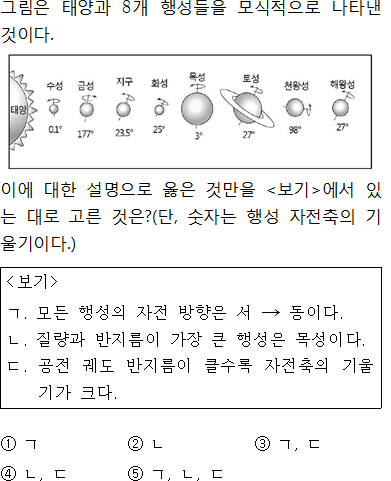 그림은 태양과 8개 행성들을 모식적으로 나타낸
것이다.
태양
수성 금성 지구 화성 목성 토성 천왕성 해왕성
0.1° 177° 23.5° 25° 3° 27° 98° 27°
이에 대한 설명으로 옳은 것만을 <보기>에서 있
는 대로 고른 것은?(단, 숫자는 행성 자전축의 기
울기이다.)
<보기>
ㄱ. 모든 행성의 자전 방향은 서 → 동이다.
ㄴ. 질량과 반지름이 가장 큰 행성은 목성이다.
ㄷ. 공전 궤도 반지름이 클수록 자전축의 기울
기가 크다.
① ㄱ ② ㄴ ③ ㄱ, ㄷ
④ ㄴ, ㄷ ⑤ ㄱ, ㄴ, ㄷ